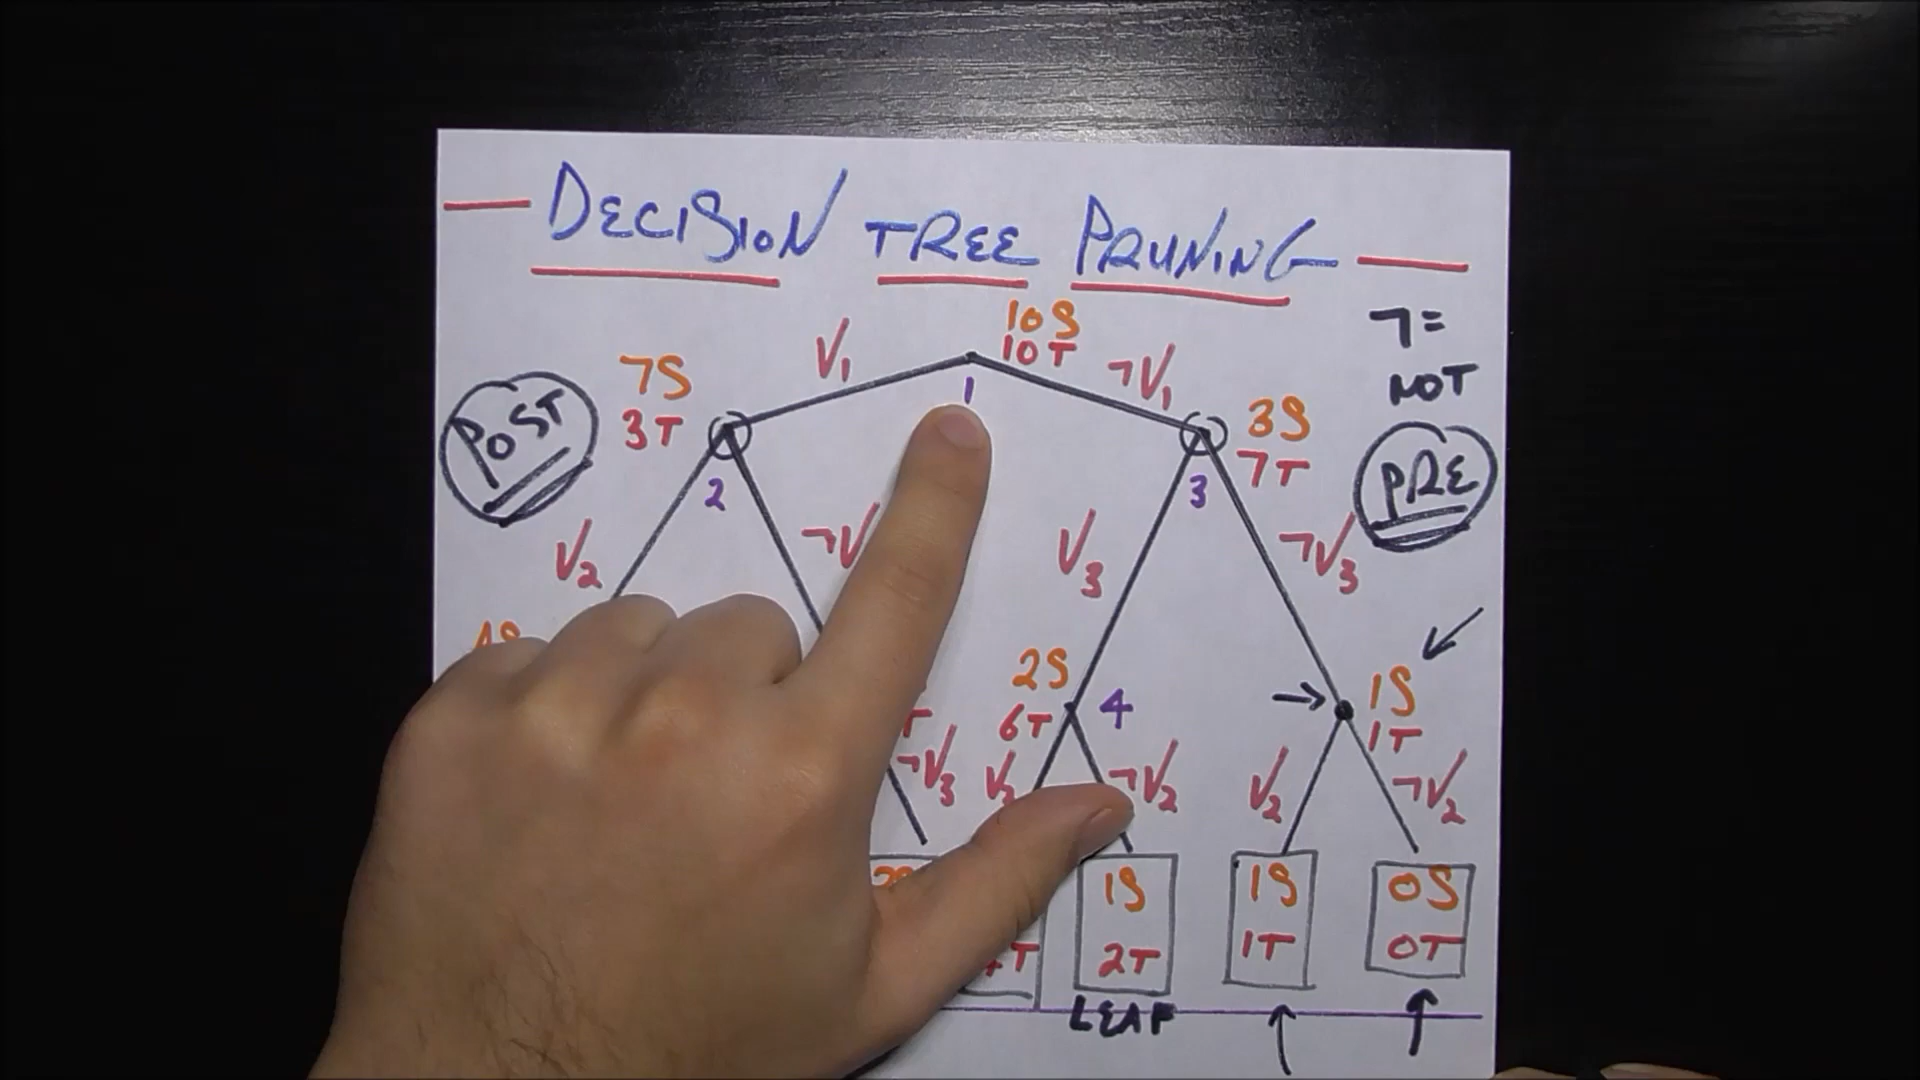 DECISION TREE PRUNING
10S
10T
¬ =
NOT
V1
¬V1
7S
3T
3S
7T
POST
PRE
1
2
3
V2
¬V
V3
¬V3
2S
6T
4
1S
1T
¬V3
V2
¬V2
V2
¬V2
1S
2T
1S
1T
0S
0T
LEAF